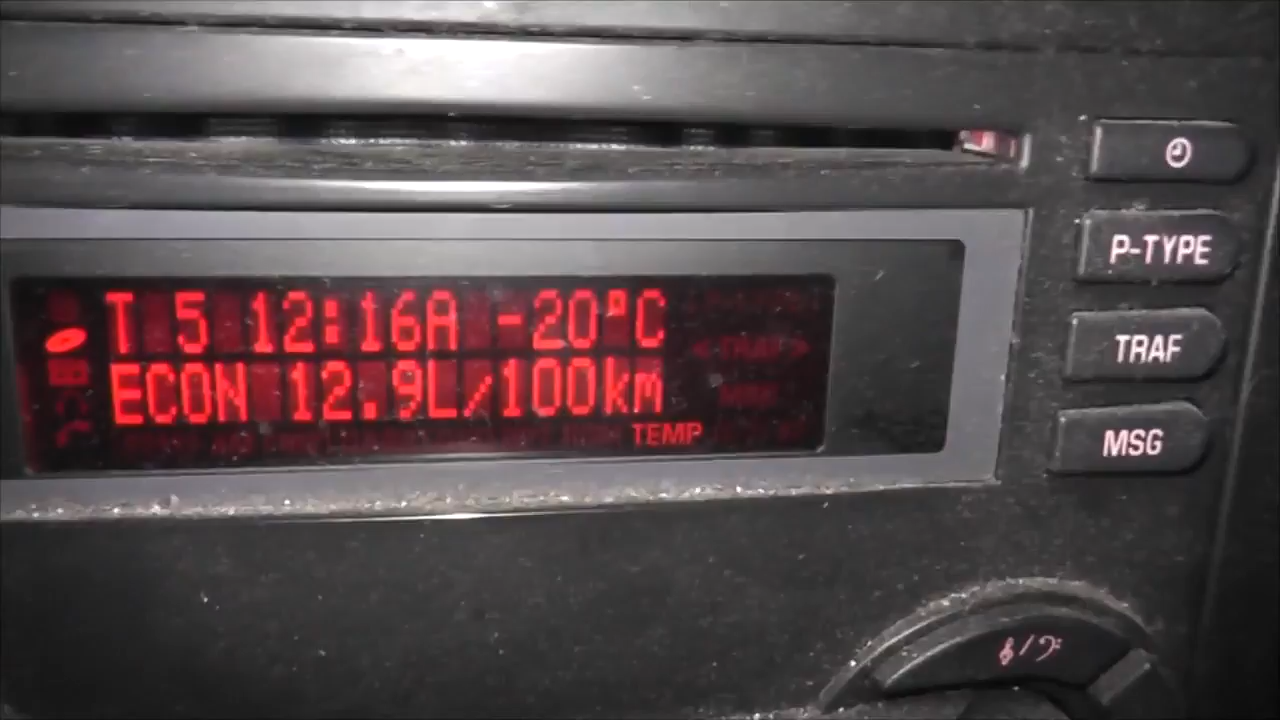 T 5 12:16A -20°C
ECON 12.9L/100km
TEMP
P-TYPE
TRAF
MSG